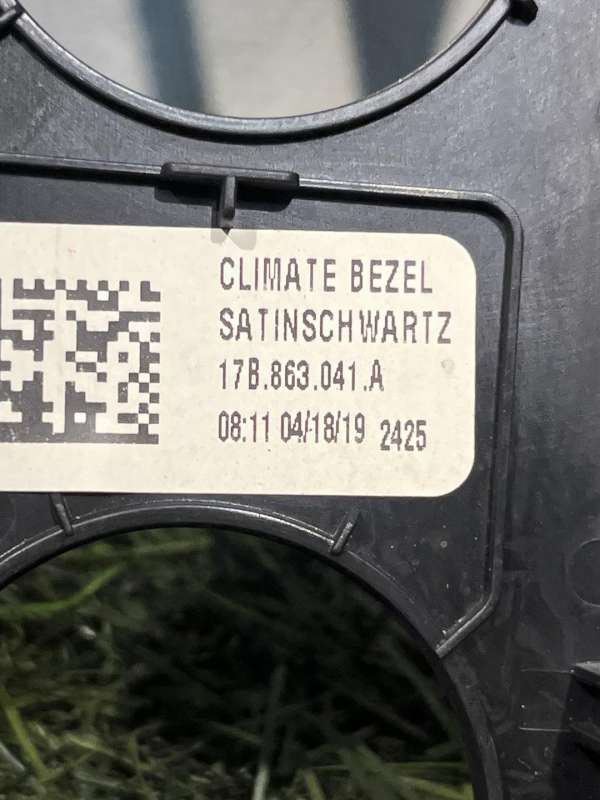 CLIMATE BEZEL
SATINSCHWARTZ
17B.863.041.A
08:11 04/18/19 2425